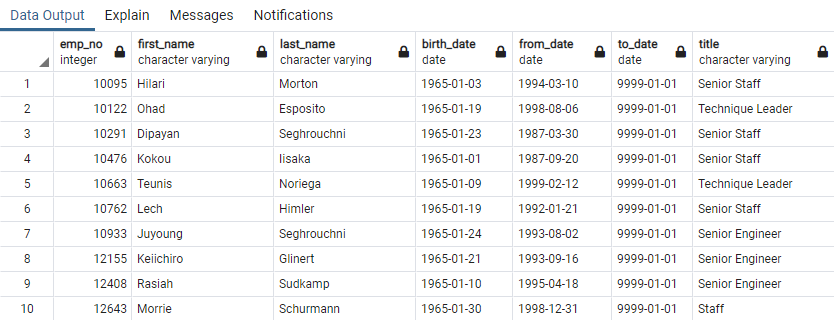 Data Output Explain Messages Notifications
emp_no first_name last_name birth_date from_date to_date title
integer character varying character varying date date date character varying
1 10095 Hilari Morton 1965-01-03 1994-03-10 9999-01-01 Senior Staff
2 10122 Ohad Esposito 1965-01-19 1998-08-06 9999-01-01 Technique Leader
3 10291 Dipayan Seghrouchni 1965-01-23 1987-03-30 9999-01-01 Senior Staff
4 10476 Kokou Iisaka 1965-01-01 1987-09-20 9999-01-01 Senior Staff
5 10663 Teunis Noriega 1965-01-09 1999-02-12 9999-01-01 Technique Leader
6 10762 Lech Himler 1965-01-19 1992-01-21 9999-01-01 Senior Staff
7 10933 Juyoung Seghrouchni 1965-01-24 1993-08-02 9999-01-01 Senior Engineer
8 12155 Keiichiro Glinert 1965-01-21 1993-09-16 9999-01-01 Senior Engineer
9 12408 Rasiah Sudkamp 1965-01-10 1995-04-18 9999-01-01 Senior Engineer
10 12643 Morrie Schurmann 1965-01-30 1998-12-31 9999-01-01 Staff